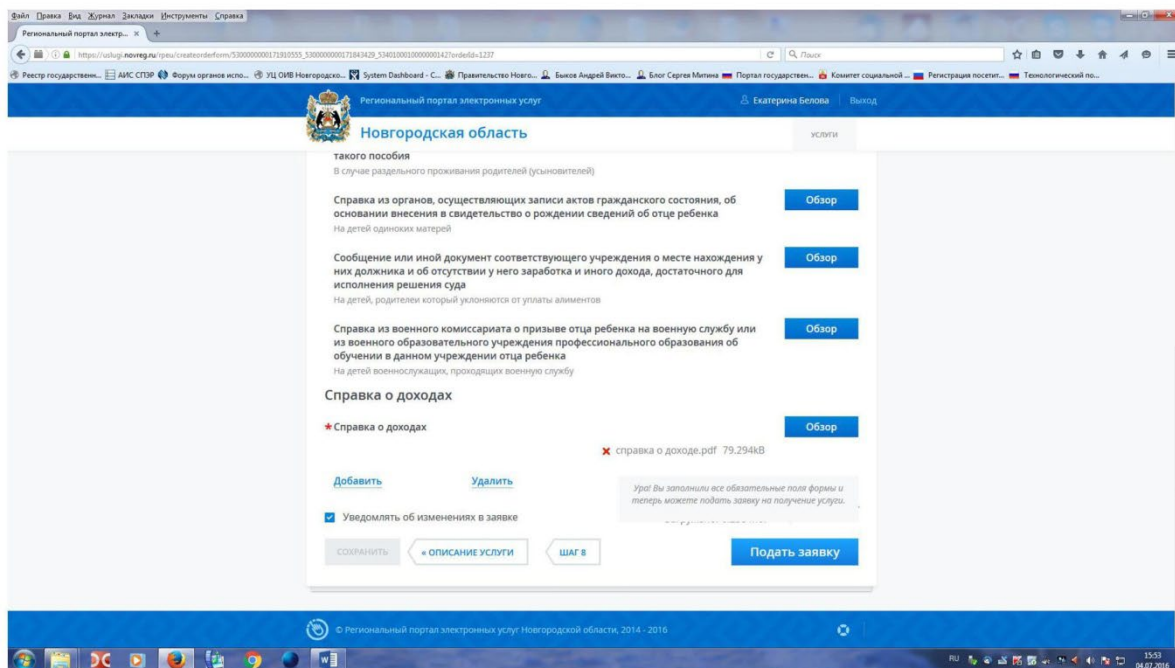 Файл Правка Вид Журнал Закладки Инструменты Справка
Региональный портал электр... × +
https://uslugi.novreg.ru/rpeu/createorderform/
Поиск
Реестр государственн... АИС СПЭР Форум органов испо... УЦ ОИВ Новгородско... System Dashboard - C... Правительство Новго... Быков Андрей Викто... Блог Сергея Митина Портал государствен... Комитет социальной ... Регистрация посетит... Технологический по...
Региональный портал электронных услуг Екатерина Белова Выход
Новгородская область УСЛУГИ
такого пособия
В случае раздельного проживания родителей (усыновителей)
Справка из органов, осуществляющих записи актов гражданского состояния, об
основании внесения в свидетельство о рождении сведений об отце ребенка
На детей одиноких матерей
Обзор
Сообщение или иной документ соответствующего учреждения о месте нахождения у
них должника и об отсутствии у него заработка и иного дохода, достаточного для
исполнения решения суда
На детей, родители который уклоняются от уплаты алиментов
Обзор
Справка из военного комиссариата о призыве отца ребенка на военную службу или
из военного образовательного учреждения профессионального образования об
обучении в данном учреждении отца ребенка
На детей военнослужащих, проходящих военную службу
Обзор
Справка о доходах
* Справка о доходах
Обзор
× справка о доходе.pdf 79.294kB
Добавить Удалить
Ура! Вы заполнили все обязательные поля формы и
теперь можете подать заявку на получение услуги.
Уведомлять об изменениях в заявке
СОХРАНИТЬ « ОПИСАНИЕ УСЛУГИ ШАГ 8 Подать заявку
© Региональный портал электронных услуг Новгородской области, 2014 - 2016
RU 15:53
04.07.2016